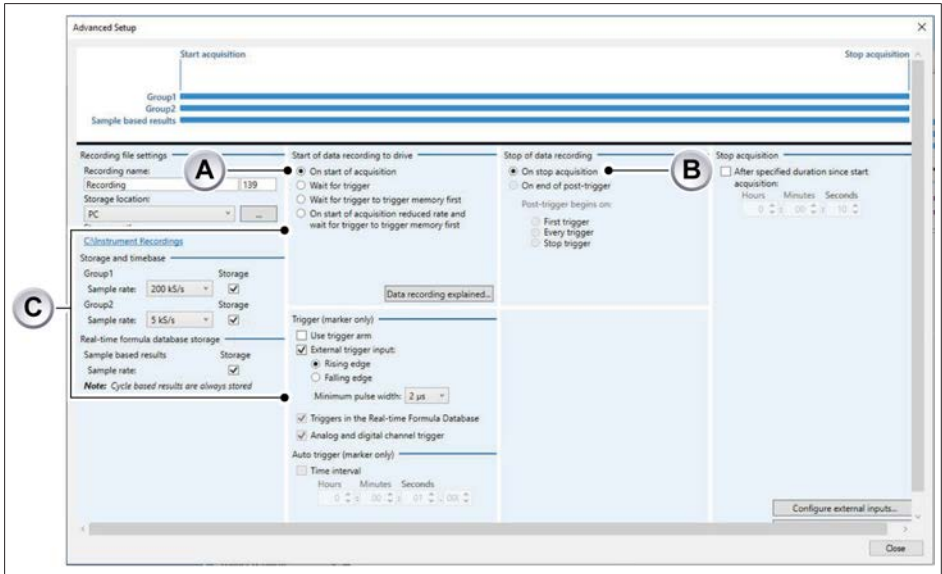 Advanced Setup
Start acquisition
Stop acquisition
Group1
Group2
Sample based results
Recording file settings
Recording name:
Recording
139
Storage location:
PC
...
C:\Instrument Recordings
Storage and timebase
Group1
Storage
Sample rate:
200 kS/s
Group2
Storage
Sample rate:
5 kS/s
Real-time formula database storage
Sample based results
Storage
Sample rate:
Note: Cycle based results are always stored
A
C
Start of data recording to drive
On start of acquisition
Wait for trigger
Wait for trigger to trigger memory first
On start of acquisition reduced rate and
wait for trigger to trigger memory first
Data recording explained...
Trigger (marker only)
Use trigger arm
External trigger input:
Rising edge
Falling edge
Minimum pulse width:
2 µs
Triggers in the Real-time Formula Database
Analog and digital channel trigger
Auto trigger (marker only)
Time interval
Hours Minutes Seconds
0 : 00 : 01 . 000
Stop of data recording
On stop acquisition
B
On end of post-trigger
Post-trigger begins on:
First trigger
Every trigger
Stop trigger
Stop acquisition
After specified duration since start
acquisition:
Hours Minutes Seconds
0 : 00 : 10
Configure external inputs...
Close